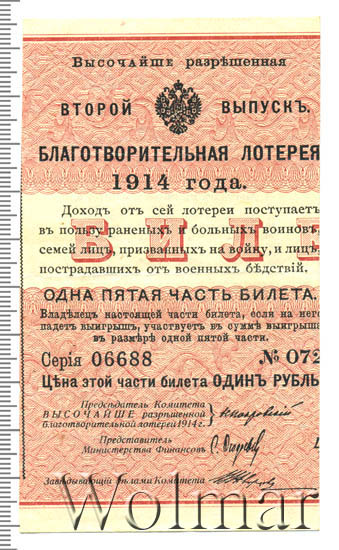 Высочайше разрѣшенная
ВТОРОЙ ВЫПУСКЪ.
БЛАГОТВОРИТЕЛЬНАЯ ЛОТЕРЕЯ
1914 года.
Доходъ отъ сей лотереи поступаетъ
въ пользу раненыхъ и больныхъ воиновъ,
семей лицъ, призванныхъ на войну, и лицъ,
пострадавшихъ отъ военныхъ бѣдствій.
БИЛ
ОДНА ПЯТАЯ ЧАСТЬ БИЛЕТА.
Владѣлецъ настоящей части билета, если на него
падетъ выигрышъ, участвуетъ въ суммѣ выигрыша
въ размѣрѣ одной пятой части.
Серія 06688 № 072
Цѣна этой части билета ОДИНЪ РУБЛЬ
Предсѣдатель Комитета
ВЫСОЧАЙШЕ разрѣшенной
благотворительной лотереи 1914 г.
Представитель
Министерства Финансовъ
Завѣдывающій Дѣлами Комитета
Wolmar